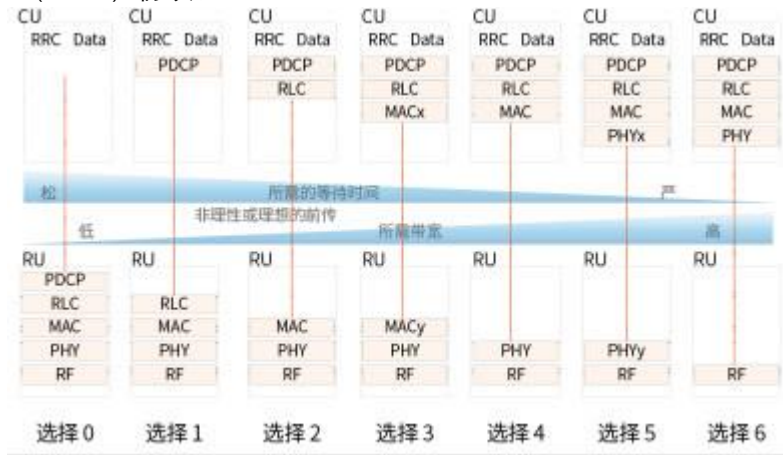 CU CU CU CU CU CU CU
RRC Data RRC Data RRC Data RRC Data RRC Data RRC Data RRC Data
PDCP PDCP PDCP PDCP PDCP PDCP
RLC RLC RLC RLC RLC
MACx MAC MAC MAC
PHYx PHY
松 所需的等待时间 严
非理性或理想的前传
低 所需带宽 高
RU RU RU RU RU RU RU
PDCP
RLC RLC
MAC MAC MAC MACy
PHY PHY PHY PHY PHY PHYy
RF RF RF RF RF RF RF
选择 0 选择 1 选择 2 选择 3 选择 4 选择 5 选择 6